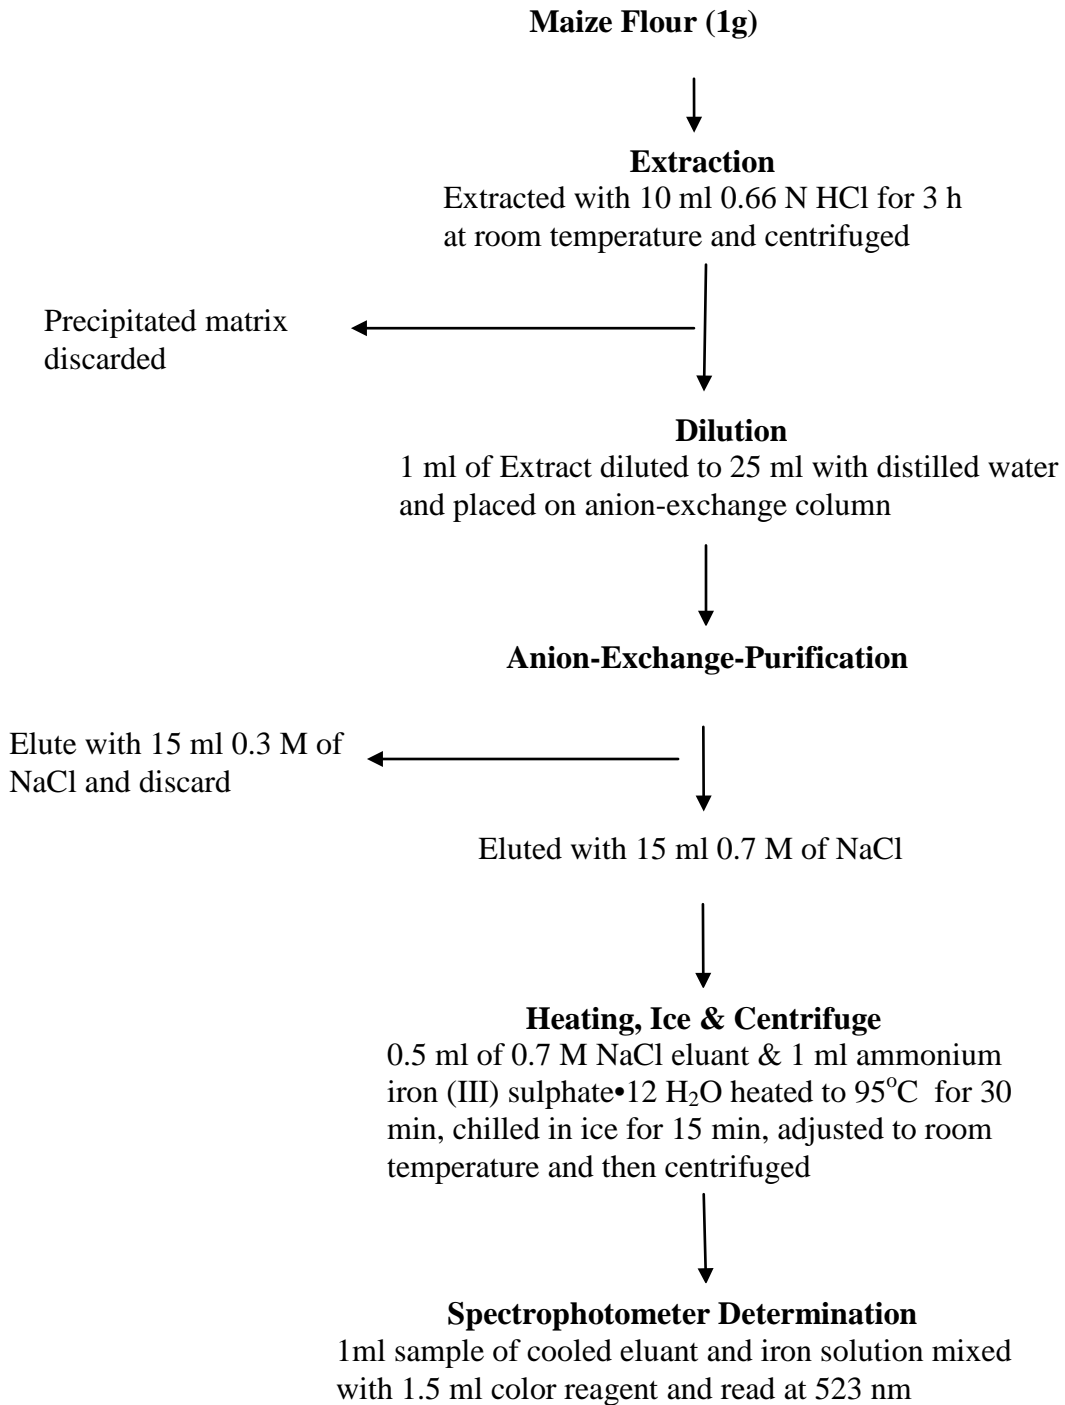 Maize Flour (1g)
Extraction
Extracted with 10 ml 0.66 N HCl for 3 h
at room temperature and centrifuged
Precipitated matrix
discarded
Dilution
1 ml of Extract diluted to 25 ml with distilled water
and placed on anion-exchange column
Anion-Exchange-Purification
Elute with 15 ml 0.3 M of
NaCl and discard
Eluted with 15 ml 0.7 M of NaCl
Heating, Ice & Centrifuge
0.5 ml of 0.7 M NaCl eluant & 1 ml ammonium
iron (III) sulphate•12 H₂O heated to 95°C for 30
min, chilled in ice for 15 min, adjusted to room
temperature and then centrifuged
Spectrophotometer Determination
1ml sample of cooled eluant and iron solution mixed
with 1.5 ml color reagent and read at 523 nm